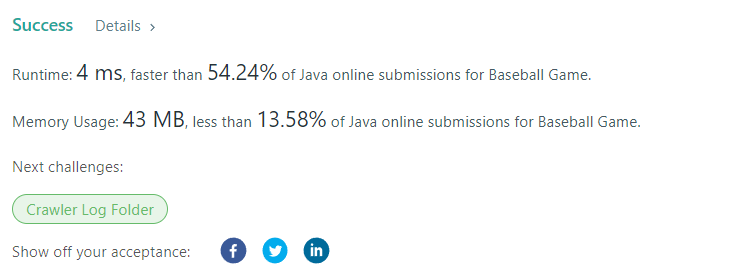 Success Details >
Runtime: 4 ms, faster than 54.24% of Java online submissions for Baseball Game.
Memory Usage: 43 MB, less than 13.58% of Java online submissions for Baseball Game.
Next challenges:
Crawler Log Folder
Show off your acceptance: f in